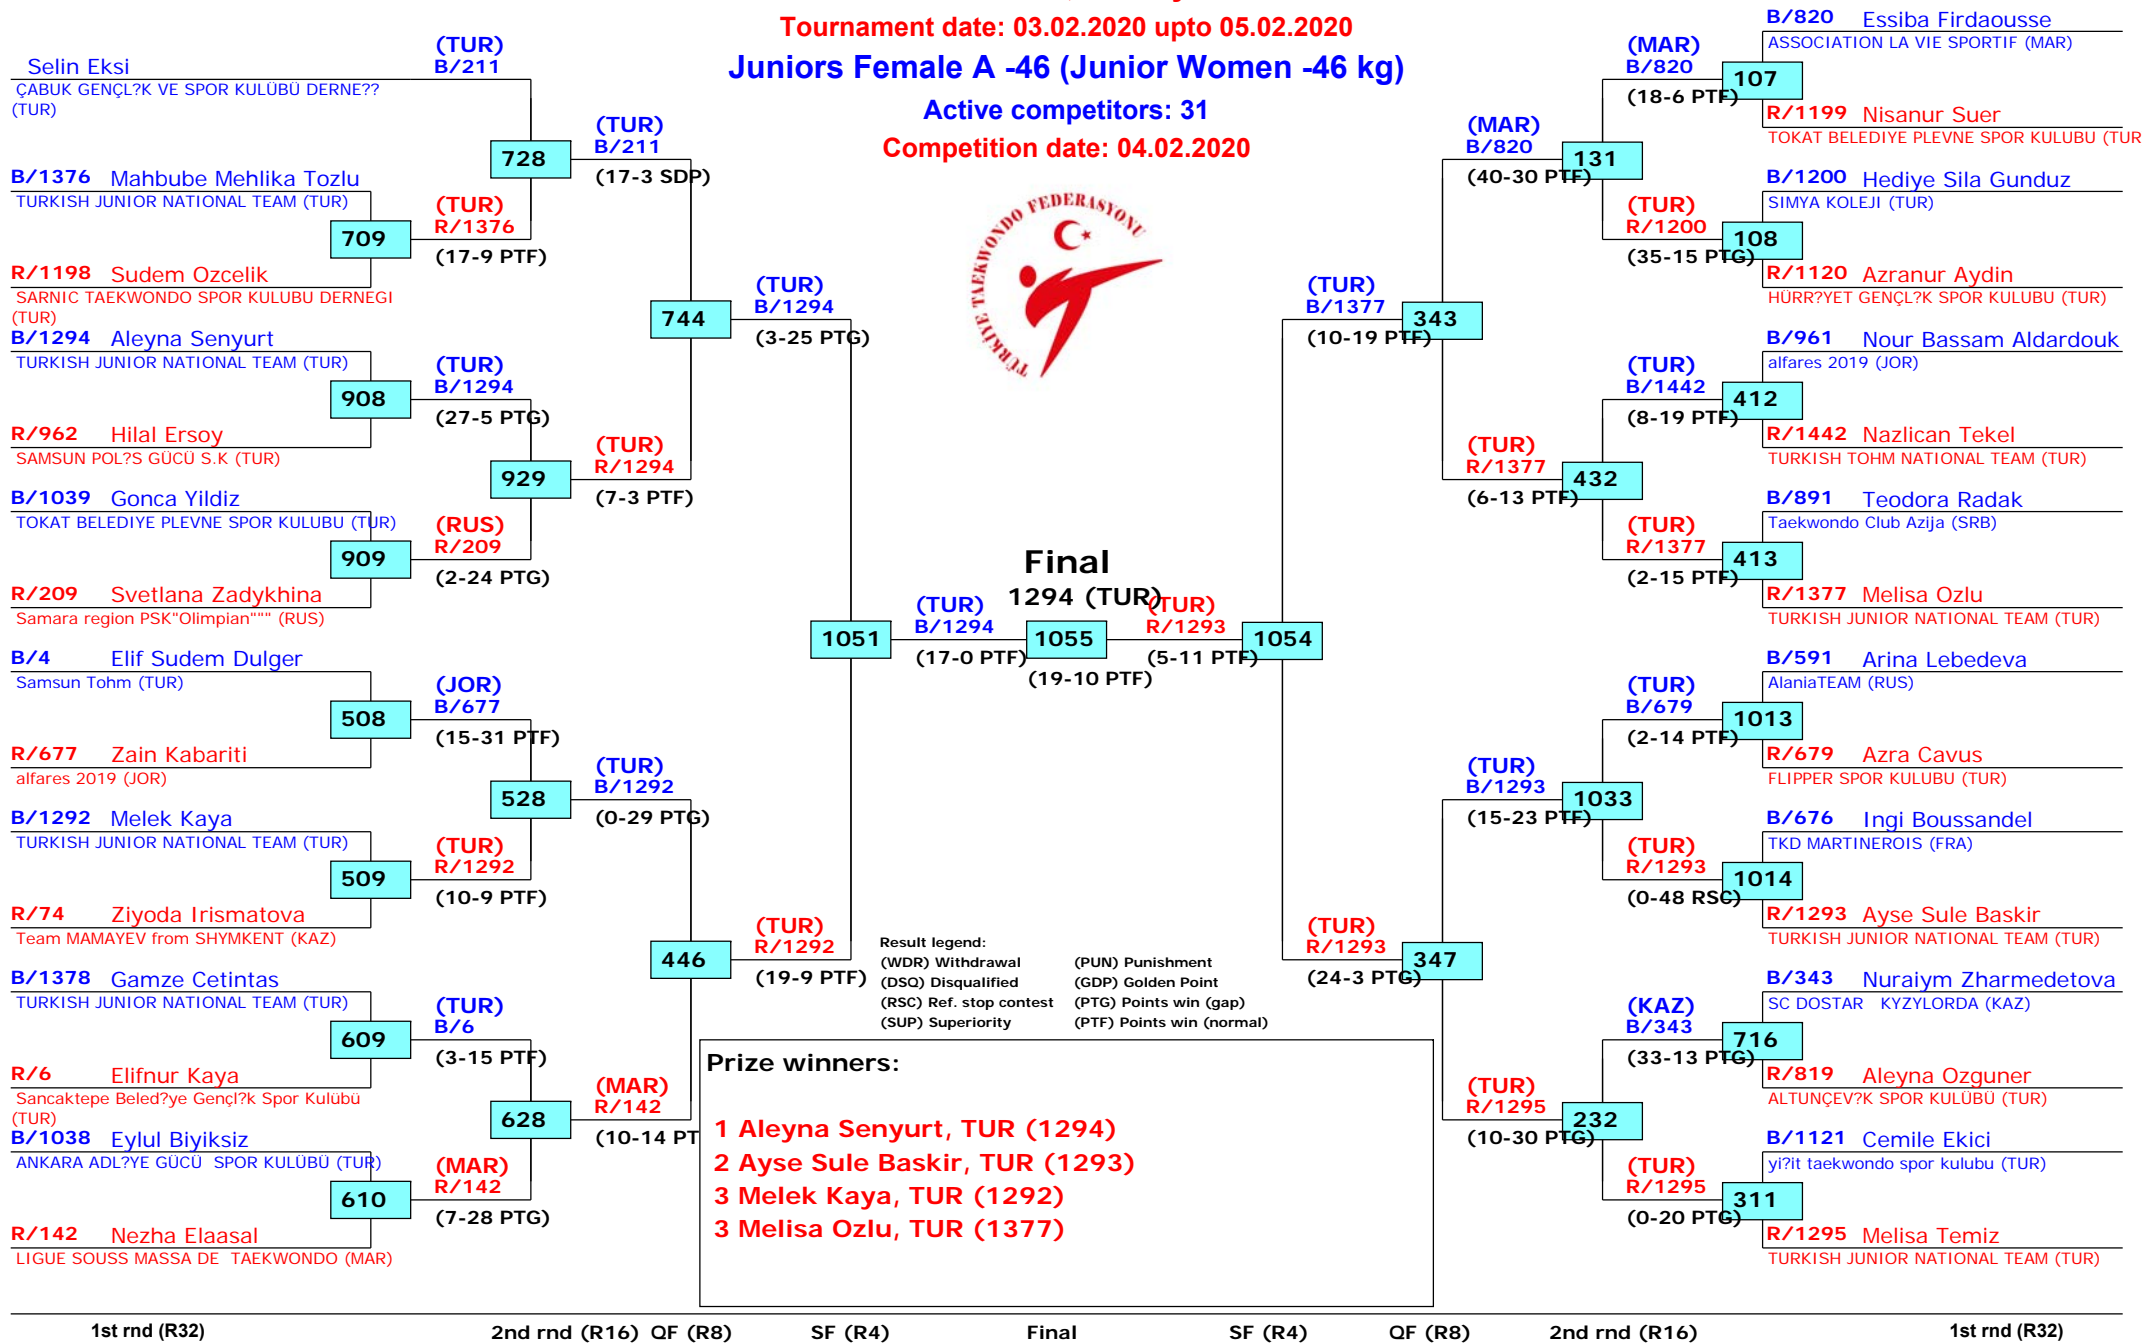 Tournament date: 03.02.2020 upto 05.02.2020
Juniors Female A -46 (Junior Women -46 kg)
Active competitors: 31
Competition date: 04.02.2020
TÜRKİYE TAEKWONDO FEDERASYONU
Selin Eksi
ÇABUK GENÇL?K VE SPOR KULÜBÜ DERNE??
(TUR)
B/1376 Mahbube Mehlika Tozlu
TURKISH JUNIOR NATIONAL TEAM (TUR)
709
R/1198 Sudem Ozcelik
SARNIC TAEKWONDO SPOR KULUBU DERNEGI
(TUR)
B/1294 Aleyna Senyurt
TURKISH JUNIOR NATIONAL TEAM (TUR)
908
R/962 Hilal Ersoy
SAMSUN POL?S GÜCÜ S.K (TUR)
B/1039 Gonca Yildiz
TOKAT BELEDIYE PLEVNE SPOR KULUBU (TUR)
909
R/209 Svetlana Zadykhina
Samara region PSK"Olimpian""" (RUS)
B/4 Elif Sudem Dulger
Samsun Tohm (TUR)
508
R/677 Zain Kabariti
alfares 2019 (JOR)
B/1292 Melek Kaya
TURKISH JUNIOR NATIONAL TEAM (TUR)
509
R/74 Ziyoda Irismatova
Team MAMAYEV from SHYMKENT (KAZ)
B/1378 Gamze Cetintas
TURKISH JUNIOR NATIONAL TEAM (TUR)
609
R/6 Elifnur Kaya
Sancaktepe Beled?ye Gençl?k Spor Kulübü
(TUR)
B/1038 Eylul Biyiksiz
ANKARA ADL?YE GÜCÜ SPOR KULÜBÜ (TUR)
610
R/142 Nezha Elaasal
LIGUE SOUSS MASSA DE TAEKWONDO (MAR)
(TUR)
B/211
728
(TUR)
R/1376
(17-9 PTF)
(TUR)
B/1294
(27-5 PTG)
929
(RUS)
R/209
(2-24 PTG)
(JOR)
B/677
(15-31 PTF)
528
(TUR)
R/1292
(10-9 PTF)
(TUR)
B/6
(3-15 PTF)
628
(MAR)
R/142
(7-28 PTG)
(TUR)
B/211
(17-3 SDP)
744
(TUR)
R/1294
(7-3 PTF)
(TUR)
B/1292
(0-29 PTG)
446
(MAR)
R/142
(10-14 PT
(TUR)
B/1294
(3-25 PTG)
1051
(TUR)
R/1292
(19-9 PTF)
(TUR)
B/1294
(17-0 PTF)
Final
1294 (TUR)
1055
(19-10 PTF)
(TUR)
R/1293
(5-11 PTF)
1054
(TUR)
B/1377
(10-19 PTF)
(TUR)
R/1293
(24-3 PTG)
(MAR)
B/820
(40-30 PTF)
343
(TUR)
R/1377
(6-13 PTF)
(TUR)
B/1293
(15-23 PTF)
347
(TUR)
R/1295
(10-30 PTG)
(MAR)
B/820
(18-6 PTF)
131
(TUR)
R/1200
(35-15 PTG)
(TUR)
B/1442
(8-19 PTF)
432
(TUR)
R/1377
(2-15 PTF)
(TUR)
B/679
(2-14 PTF)
1033
(TUR)
R/1293
(0-48 RSC)
(KAZ)
B/343
(33-13 PTG)
232
(TUR)
R/1295
(0-20 PTG)
B/820 Essiba Firdaousse
ASSOCIATION LA VIE SPORTIF (MAR)
107
R/1199 Nisanur Suer
TOKAT BELEDIYE PLEVNE SPOR KULUBU (TUR
B/1200 Hediye Sila Gunduz
SIMYA KOLEJI (TUR)
108
R/1120 Azranur Aydin
HÜRR?YET GENÇL?K SPOR KULUBU (TUR)
B/961 Nour Bassam Aldardouk
alfares 2019 (JOR)
412
R/1442 Nazlican Tekel
TURKISH TOHM NATIONAL TEAM (TUR)
B/891 Teodora Radak
Taekwondo Club Azija (SRB)
413
R/1377 Melisa Ozlu
TURKISH JUNIOR NATIONAL TEAM (TUR)
B/591 Arina Lebedeva
AlaniaTEAM (RUS)
1013
R/679 Azra Cavus
FLIPPER SPOR KULUBU (TUR)
B/676 Ingi Boussandel
TKD MARTINEROIS (FRA)
1014
R/1293 Ayse Sule Baskir
TURKISH JUNIOR NATIONAL TEAM (TUR)
B/343 Nuraiym Zharmedetova
SC DOSTAR KYZYLORDA (KAZ)
716
R/819 Aleyna Ozguner
ALTUNÇEV?K SPOR KULÜBÜ (TUR)
B/1121 Cemile Ekici
yi?it taekwondo spor kulubu (TUR)
311
R/1295 Melisa Temiz
TURKISH JUNIOR NATIONAL TEAM (TUR)
Result legend:
(WDR) Withdrawal (PUN) Punishment
(DSQ) Disqualified (GDP) Golden Point
(RSC) Ref. stop contest (PTG) Points win (gap)
(SUP) Superiority (PTF) Points win (normal)
Prize winners:
1 Aleyna Senyurt, TUR (1294)
2 Ayse Sule Baskir, TUR (1293)
3 Melek Kaya, TUR (1292)
3 Melisa Ozlu, TUR (1377)
1st rnd (R32) 2nd rnd (R16) QF (R8) SF (R4) Final SF (R4) QF (R8) 2nd rnd (R16) 1st rnd (R32)